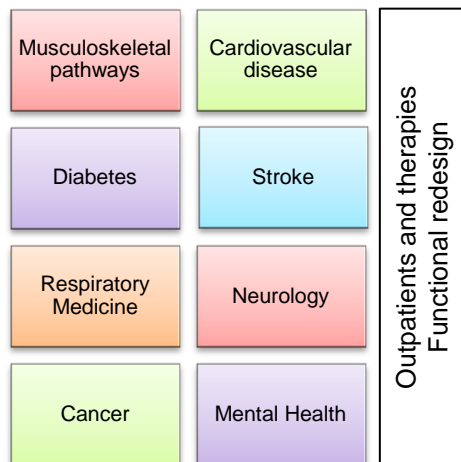 Musculoskeletal
pathways
Cardiovascular
disease
Diabetes
Stroke
Respiratory
Medicine
Neurology
Cancer
Mental Health
Outpatients and therapies
Functional redesign